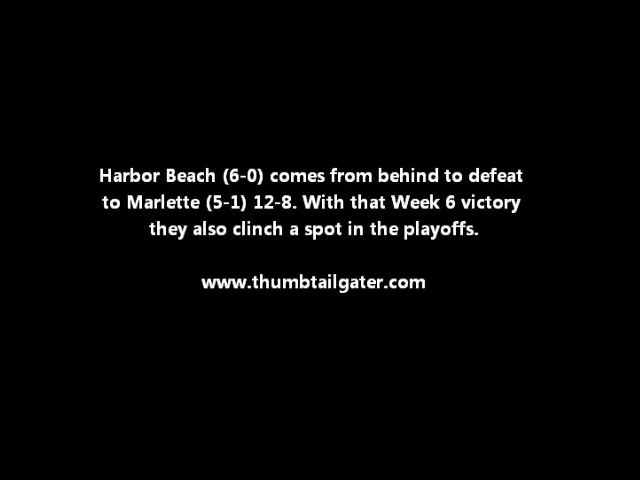 Harbor Beach (6-0) comes from behind to defeat
to Marlette (5-1) 12-8. With that Week 6 victory
they also clinch a spot in the playoffs.
www.thumbtailgater.com